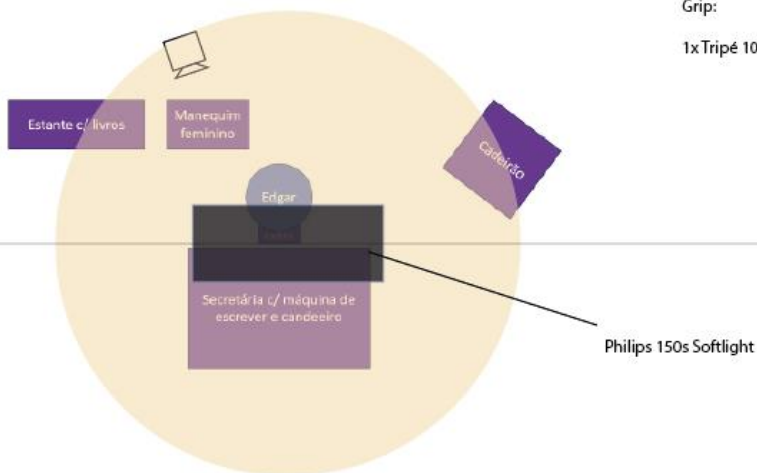 Grip:
1x Tripé 10
Estante c/ livros
Manequim
feminino
Cadeirão
Edgar
Secretária c/ máquina de
escrever e candeeiro
Philips 150s Softlight